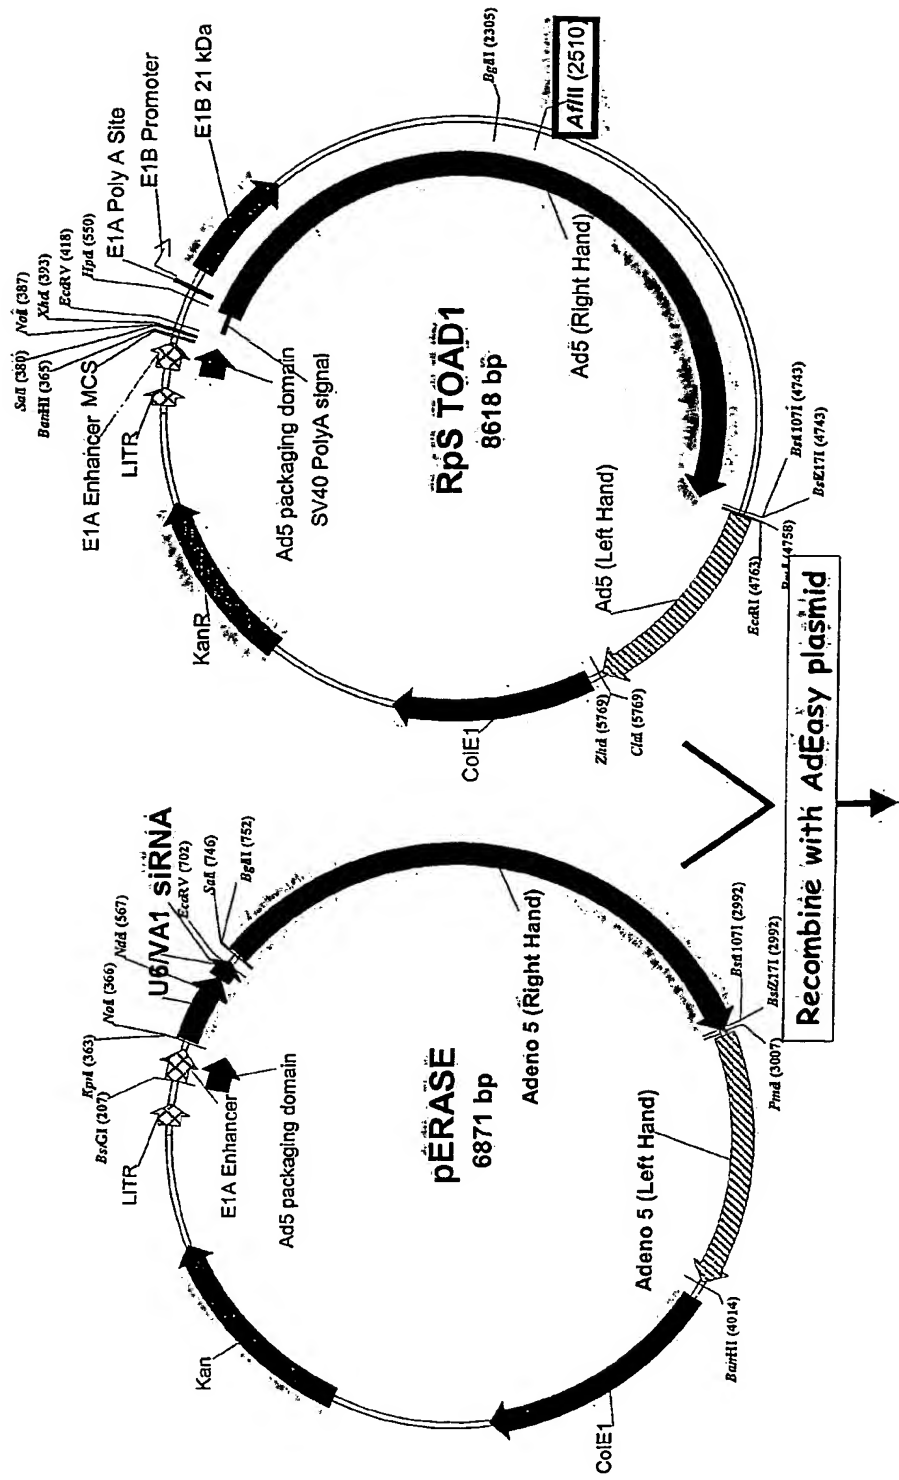 LITR
BsrGI (207)
KpnI (363)
NotI (366)
NdeI (567)
U6/VA1 siRNA
EcoRV (702)
SalI (746)
BglII (752)
E1A Enhancer
Ad5 packaging domain
Kan
pERASE
6871 bp
Adeno 5 (Right Hand)
Adeno 5 (Left Hand)
ColE1
BamHI (4014)
Bst1107I (2992)
BstZ17I (2992)
PmeI (3007)
SalI (380)
BamHI (365)
NotI (387)
XhoI (393)
EcoRV (418)
HpaI (550)
E1A Enhancer MCS
LITR
E1A Poly A Site
E1B Promoter
E1B 21 kDa
Ad5 packaging domain
SV40 PolyA signal
KanR
RpS TOAD1
8618 bp
BglII (2305)
AflII (2510)
Ad5 (Right Hand)
Ad5 (Left Hand)
ColE1
XhoI (5769)
ClaI (5769)
Bst1107I (4743)
BstZ17I (4743)
(4758)
EcoRI (4763)
Recombine with AdEasy plasmid